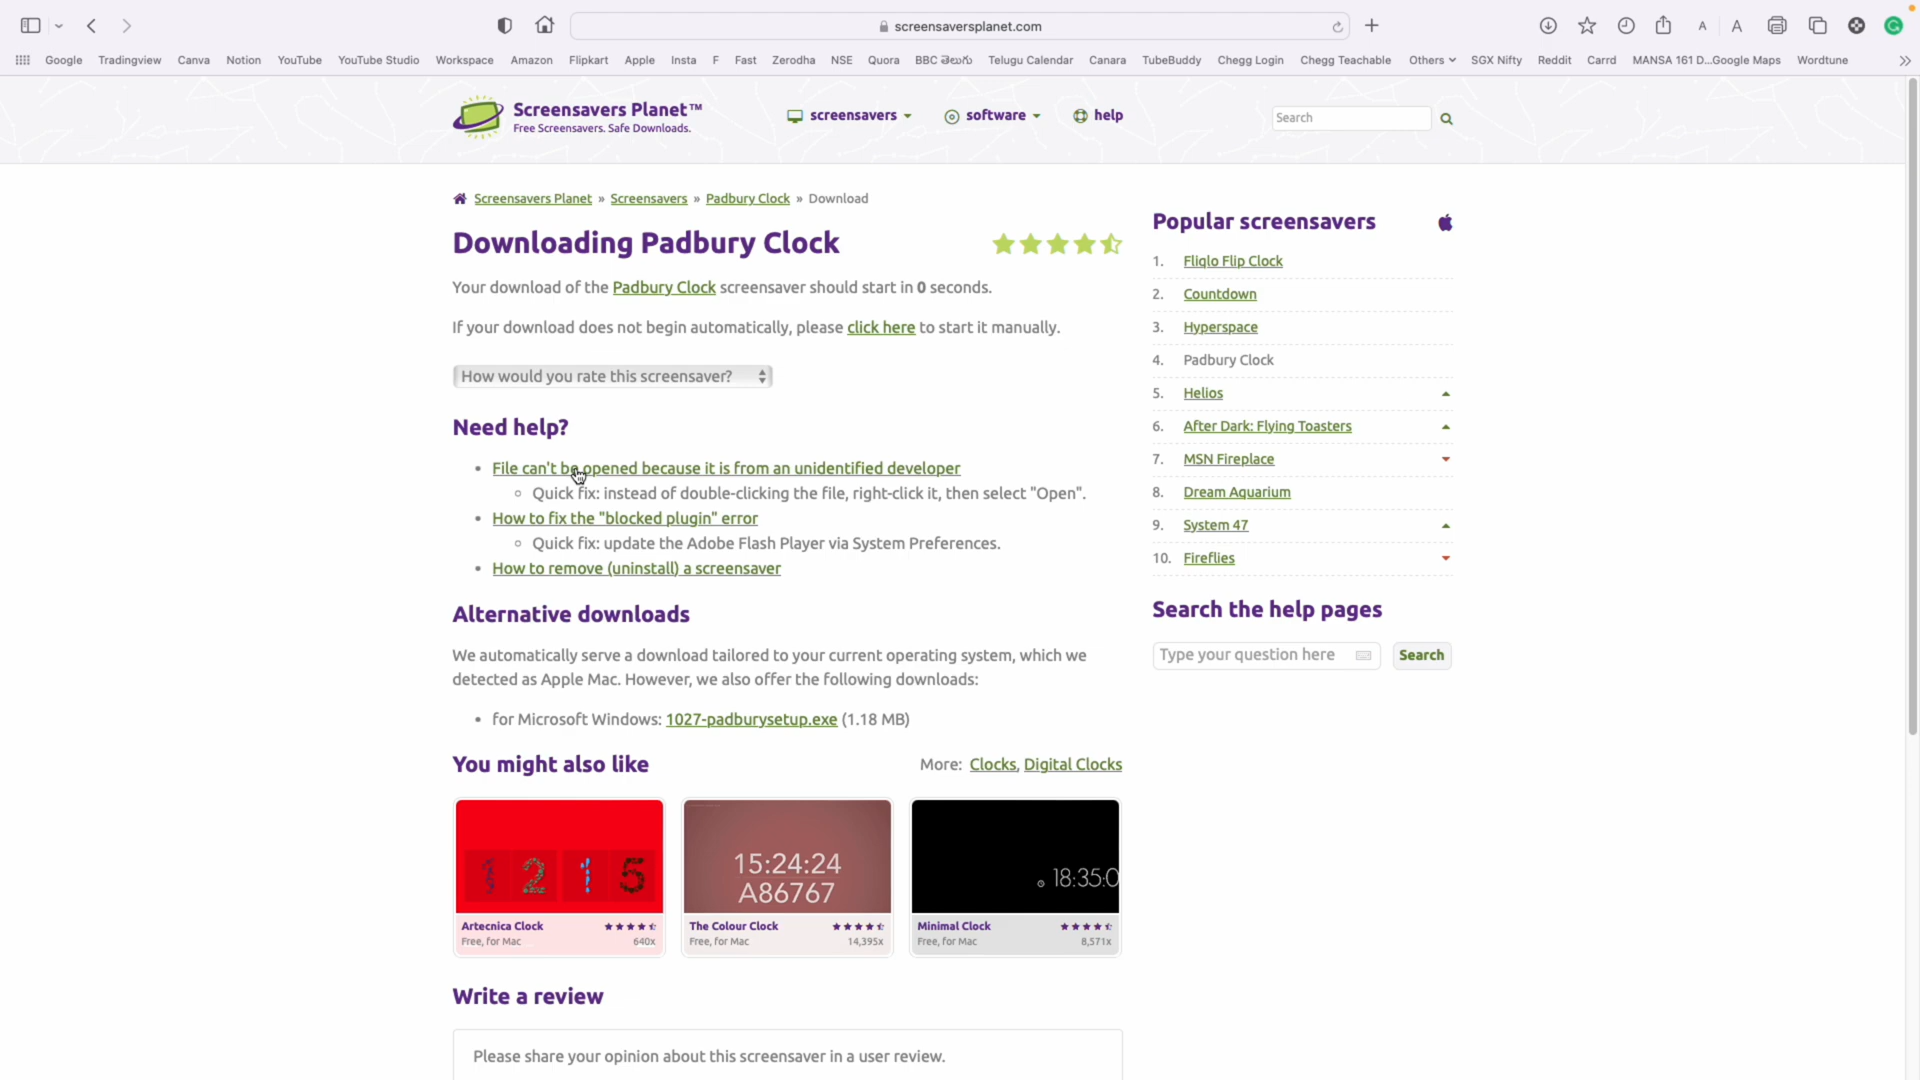 screensaversplanet.com
A A
Google Tradingview Canva Notion YouTube YouTube Studio Workspace Amazon Flipkart Apple Insta F Fast Zerodha NSE Quora BBC తెలుగు Telugu Calendar Canara TubeBuddy Chegg Login Chegg Teachable Others SGX Nifty Reddit Carrd MANSA 161 D...Google Maps Wordtune
Screensavers Planet™
Free Screensavers. Safe Downloads.
screensavers software help
Search
Screensavers Planet » Screensavers » Padbury Clock » Download
Downloading Padbury Clock
Your download of the Padbury Clock screensaver should start in 0 seconds.
If your download does not begin automatically, please click here to start it manually.
How would you rate this screensaver?
Need help?
• File can't be opened because it is from an unidentified developer
Quick fix: instead of double-clicking the file, right-click it, then select "Open".
• How to fix the "blocked plugin" error
Quick fix: update the Adobe Flash Player via System Preferences.
• How to remove (uninstall) a screensaver
Alternative downloads
We automatically serve a download tailored to your current operating system, which we
detected as Apple Mac. However, we also offer the following downloads:
• for Microsoft Windows: 1027-padburysetup.exe (1.18 MB)
You might also like
More: Clocks, Digital Clocks
1 2 1 5
Artecnica Clock
Free, for Mac 640x
15:24:24
A86767
The Colour Clock
Free, for Mac 14,395x
18:35:0
Minimal Clock
Free, for Mac 8,571x
Write a review
Please share your opinion about this screensaver in a user review.
Popular screensavers
1. Fliqlo Flip Clock
2. Countdown
3. Hyperspace
4. Padbury Clock
5. Helios
6. After Dark: Flying Toasters
7. MSN Fireplace
8. Dream Aquarium
9. System 47
10. Fireflies
Search the help pages
Type your question here Search